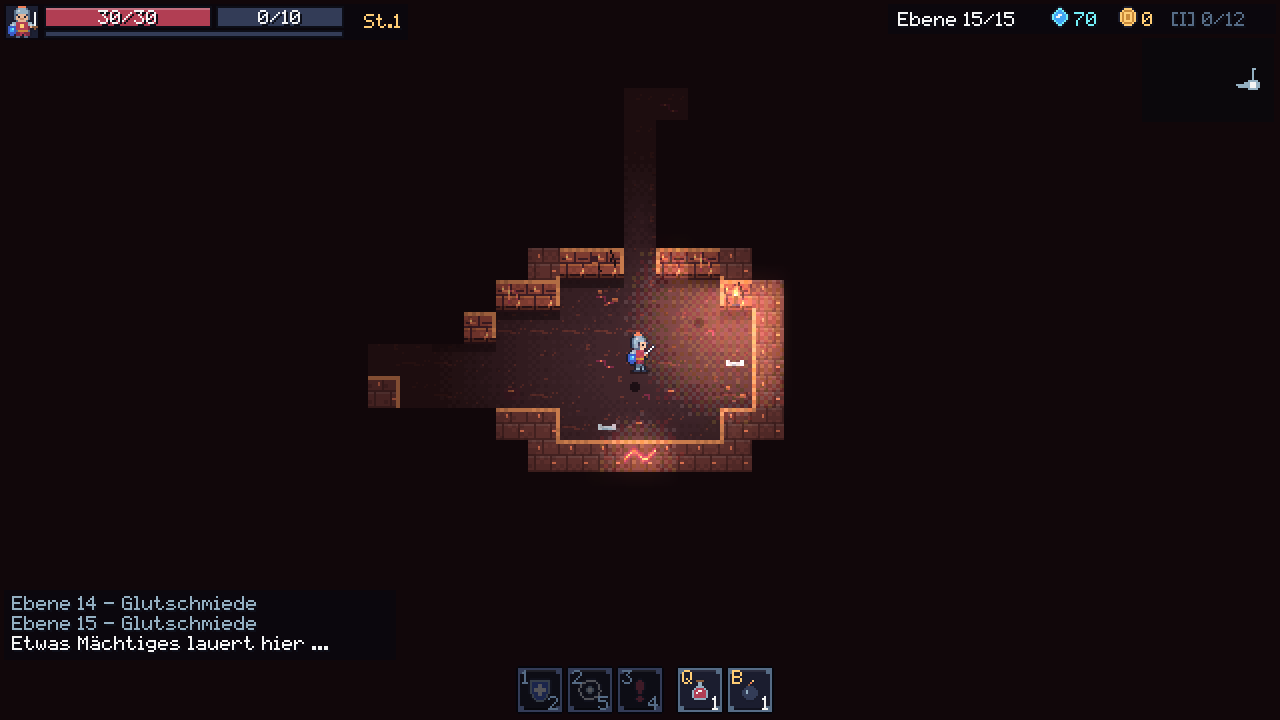 30/30
0/10
St.1
Ebene 15/15
70
0
[I] 0/12
Ebene 14 – Glutschmiede
Ebene 15 – Glutschmiede
Etwas Mächtiges lauert hier ...
1 2
2 5
3 4
Q 1
B 1